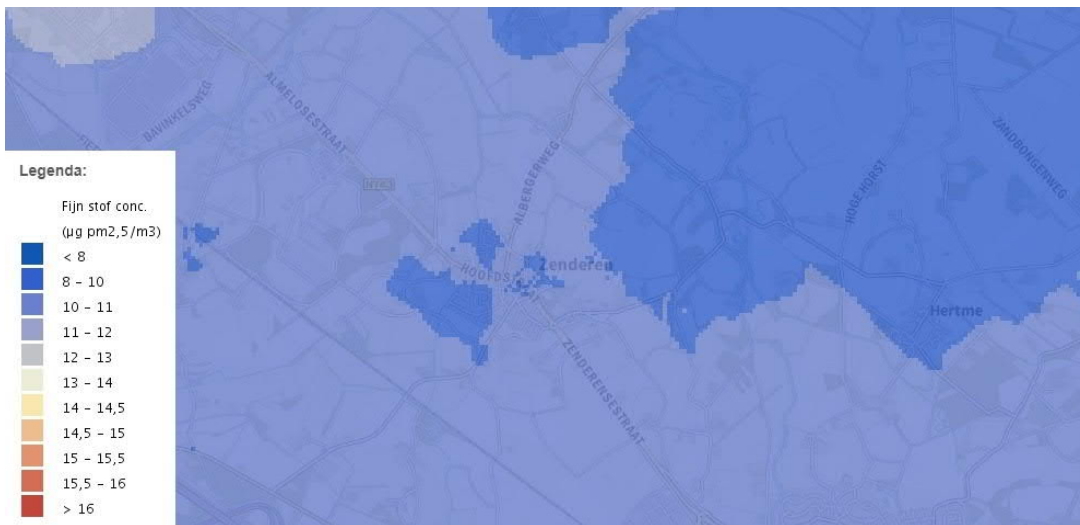 BAVINKELSWEG
ALMELOSESTRAAT
ALBERGERWEG
HOGE HORST
ZANDBONGENWEG
Zenderen
Hertme
ZENDERENSESTRAAT
Legenda:
Fijn stof conc.
(µg pm2,5/m3)
< 8
8 – 10
10 – 11
11 – 12
12 – 13
13 – 14
14 – 14,5
14,5 – 15
15 – 15,5
15,5 – 16
> 16